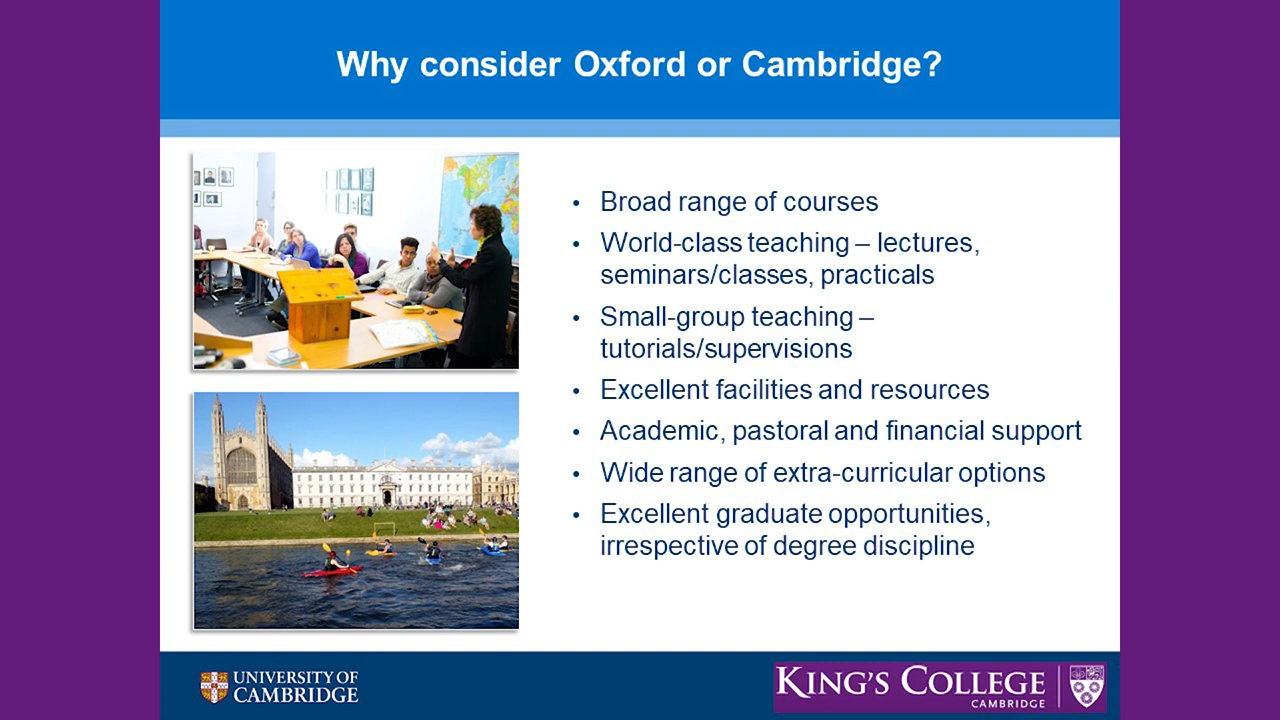 Why consider Oxford or Cambridge?
• Broad range of courses
• World-class teaching – lectures,
seminars/classes, practicals
• Small-group teaching –
tutorials/supervisions
• Excellent facilities and resources
• Academic, pastoral and financial support
• Wide range of extra-curricular options
• Excellent graduate opportunities,
irrespective of degree discipline
UNIVERSITY OF
CAMBRIDGE
KING'S COLLEGE
CAMBRIDGE